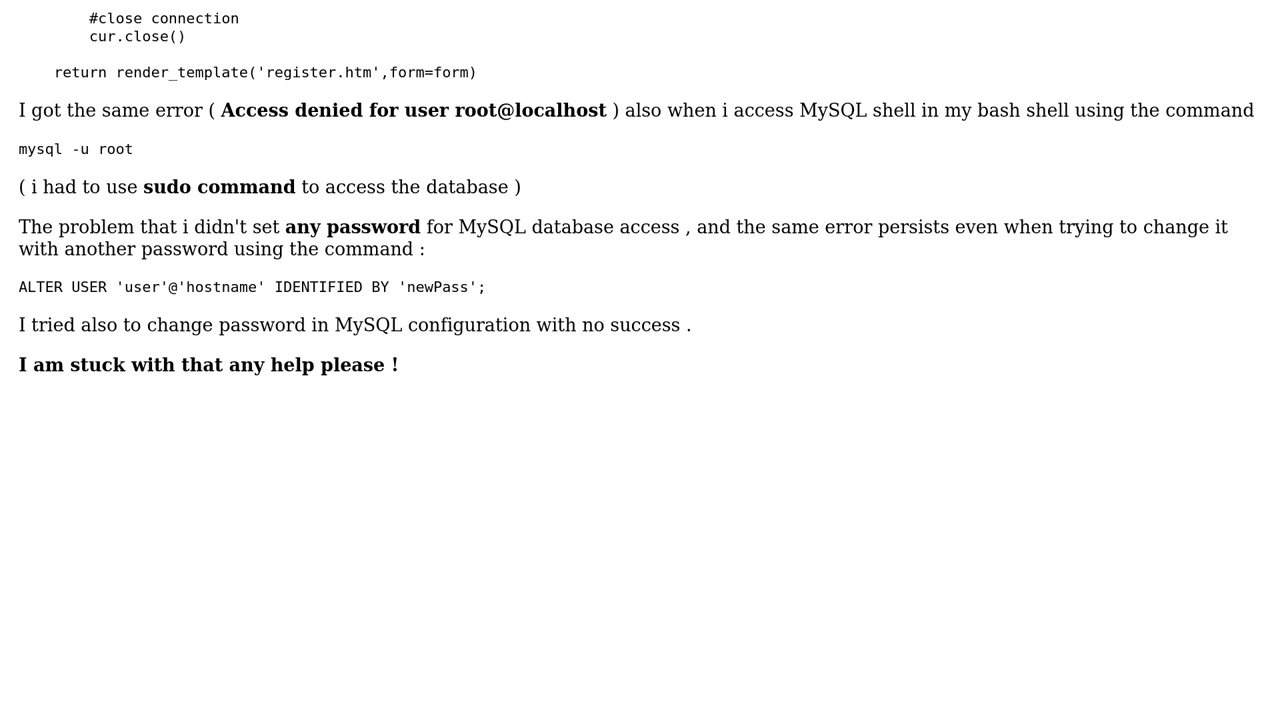 #close connection
cur.close()
return render_template('register.htm',form=form)
I got the same error ( Access denied for user root@localhost ) also when i access MySQL shell in my bash shell using the command
mysql -u root
( i had to use sudo command to access the database )
The problem that i didn't set any password for MySQL database access , and the same error persists even when trying to change it
with another password using the command :
ALTER USER 'user'@'hostname' IDENTIFIED BY 'newPass';
I tried also to change password in MySQL configuration with no success .
I am stuck with that any help please !